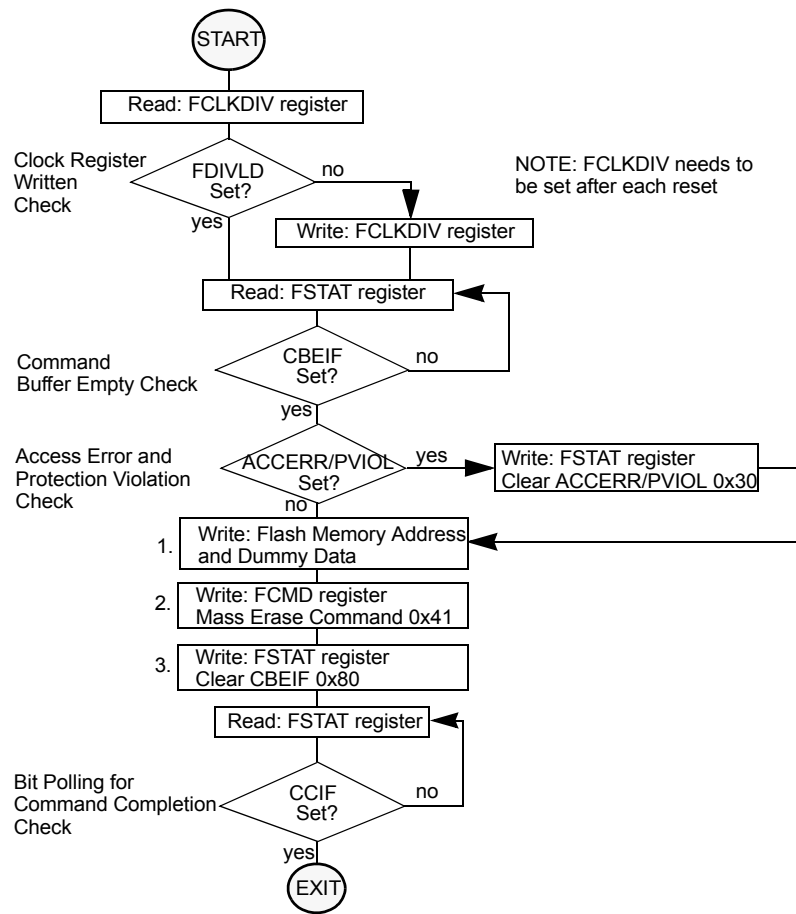 START
Read: FCLKDIV register
Clock Register
Written
Check
FDIVLD
Set?
no
yes
NOTE: FCLKDIV needs to
be set after each reset
Write: FCLKDIV register
Read: FSTAT register
Command
Buffer Empty Check
CBEIF
Set?
no
yes
Access Error and
Protection Violation
Check
ACCERR/PVIOL
Set?
yes
no
Write: FSTAT register
Clear ACCERR/PVIOL 0x30
1.
Write: Flash Memory Address
and Dummy Data
2.
Write: FCMD register
Mass Erase Command 0x41
3.
Write: FSTAT register
Clear CBEIF 0x80
Read: FSTAT register
Bit Polling for
Command Completion
Check
CCIF
Set?
no
yes
EXIT